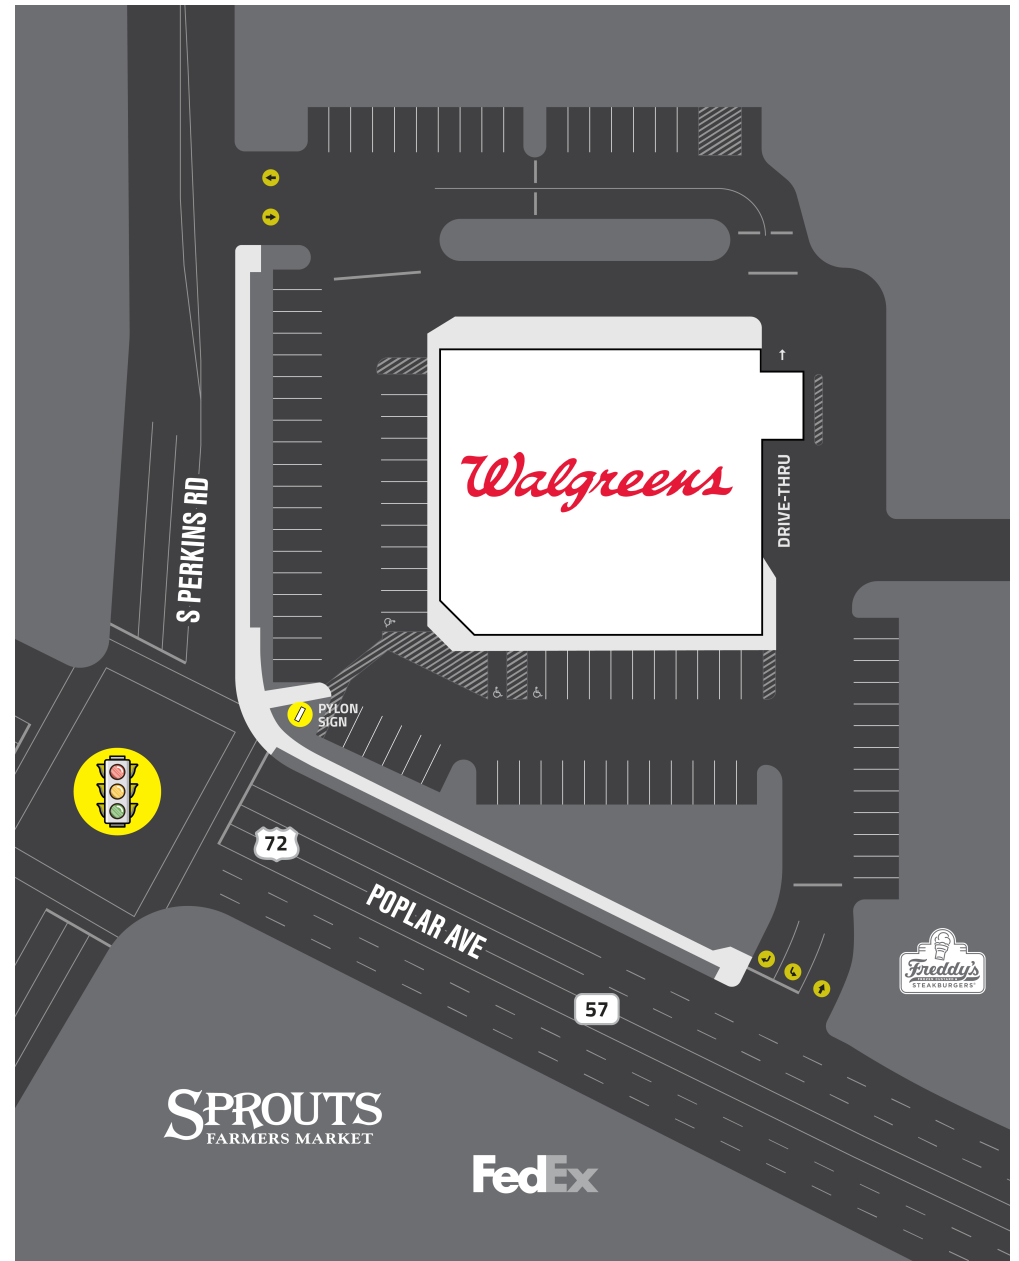 Walgreens
DRIVE-THRU
S PERKINS RD
PYLON
SIGN
72
POPLAR AVE
57
Freddy's
STEAKBURGERS
SPROUTS
FARMERS MARKET
FedEx